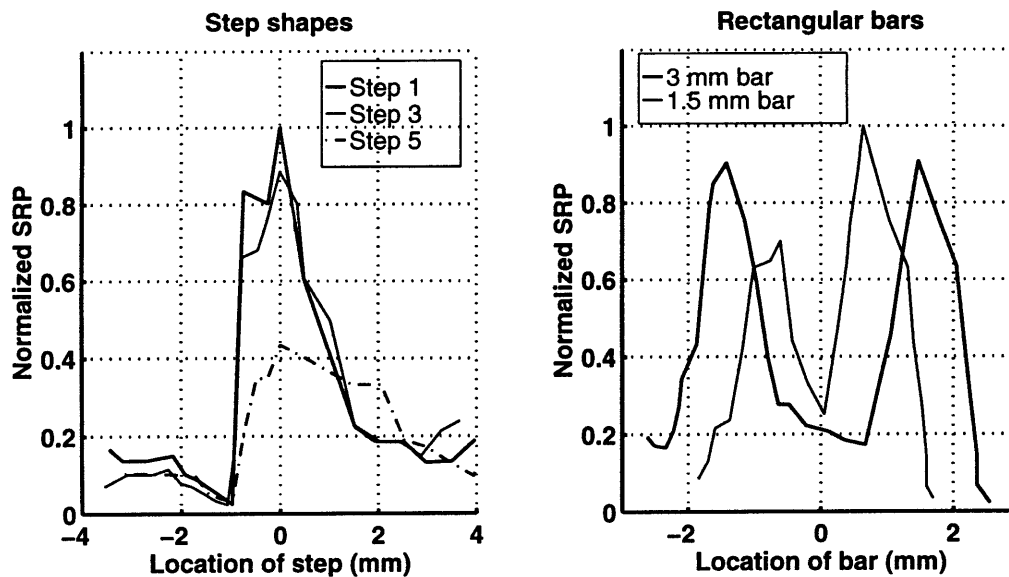 Step shapes
Step 1
Step 3
Step 5
1
0.8
0.6
0.4
0.2
0
−4
−2
0
2
4
Normalized SRP
Location of step (mm)
Rectangular bars
3 mm bar
1.5 mm bar
1
0.8
0.6
0.4
0.2
0
−2
0
2
Normalized SRP
Location of bar (mm)